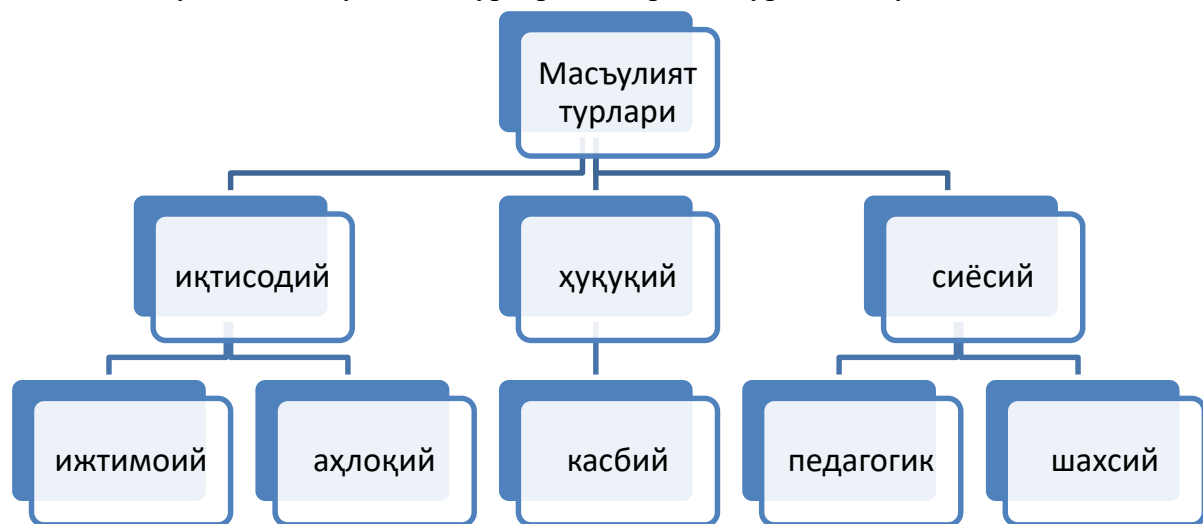 Масъулият
турлари
иқтисодий
ҳуқуқий
сиёсий
ижтимоий
аҳлоқий
касбий
педагогик
шахсий